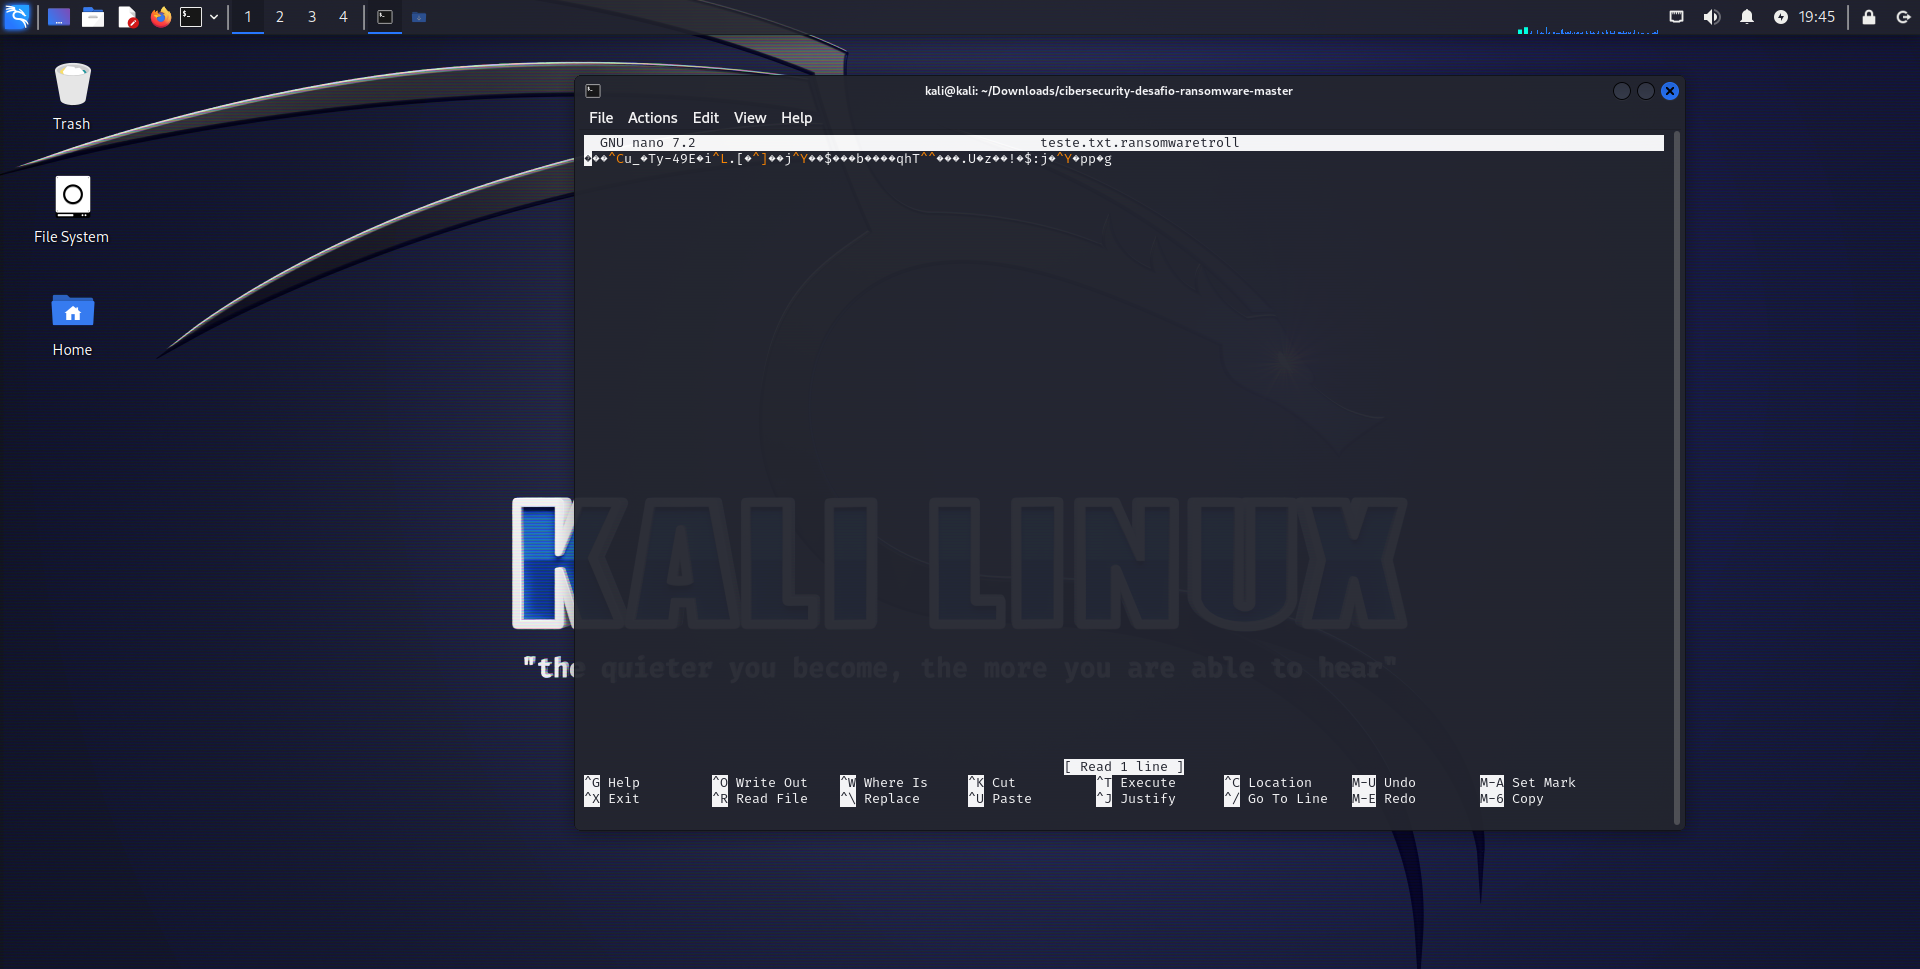 1 2 3 4 19:45
Trash
File System
Home
kali@kali: ~/Downloads/cibersecurity-desafio-ransomware-master
File Actions Edit View Help
GNU nano 7.2 teste.txt.ransomwaretroll
���^Cu_�Ty-49E�i^L.[�^]��j^Y��$���b����qhT^^���.U�z��!�$:j�^Y�pp�g
KALI LINUX
"the quieter you become, the more you are able to hear"
[ Read 1 line ]
^G Help ^O Write Out ^W Where Is ^K Cut ^T Execute ^C Location M-U Undo M-A Set Mark
^X Exit ^R Read File ^\ Replace ^U Paste ^J Justify ^/ Go To Line M-E Redo M-6 Copy